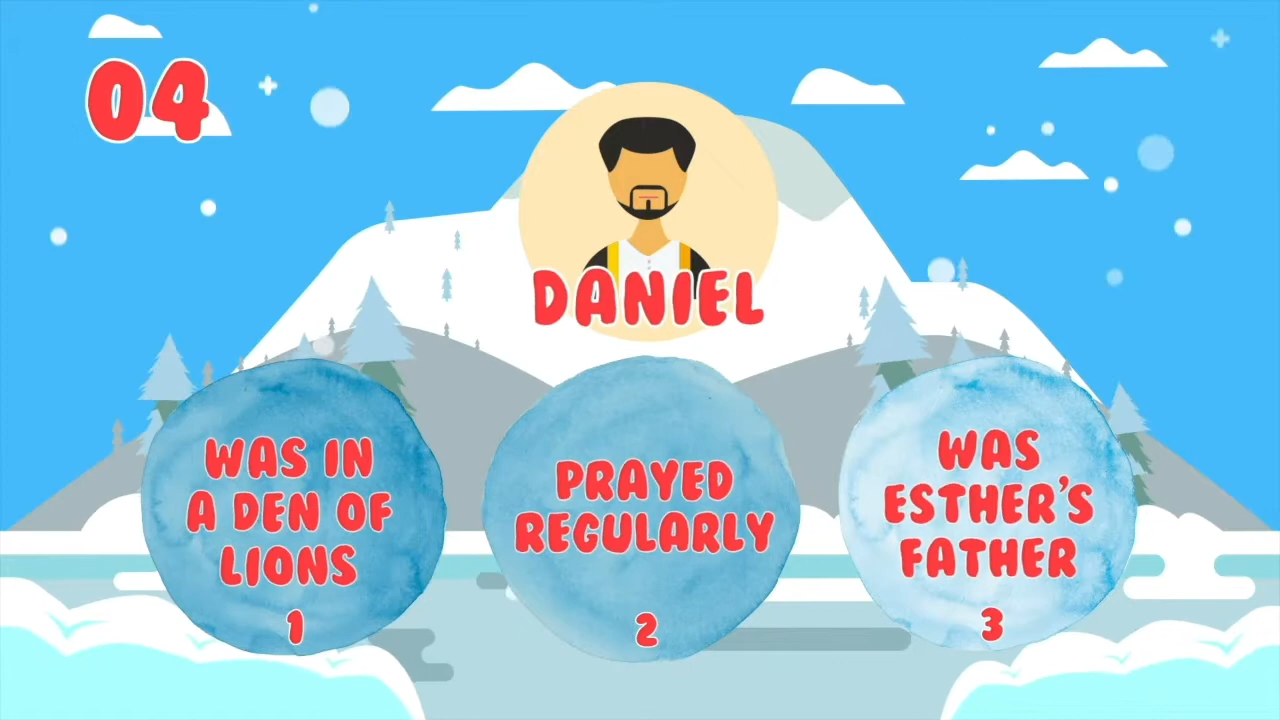 04
DANIEL
WAS IN
A DEN OF
LIONS
1
PRAYED
REGULARLY
2
WAS
ESTHER'S
FATHER
3